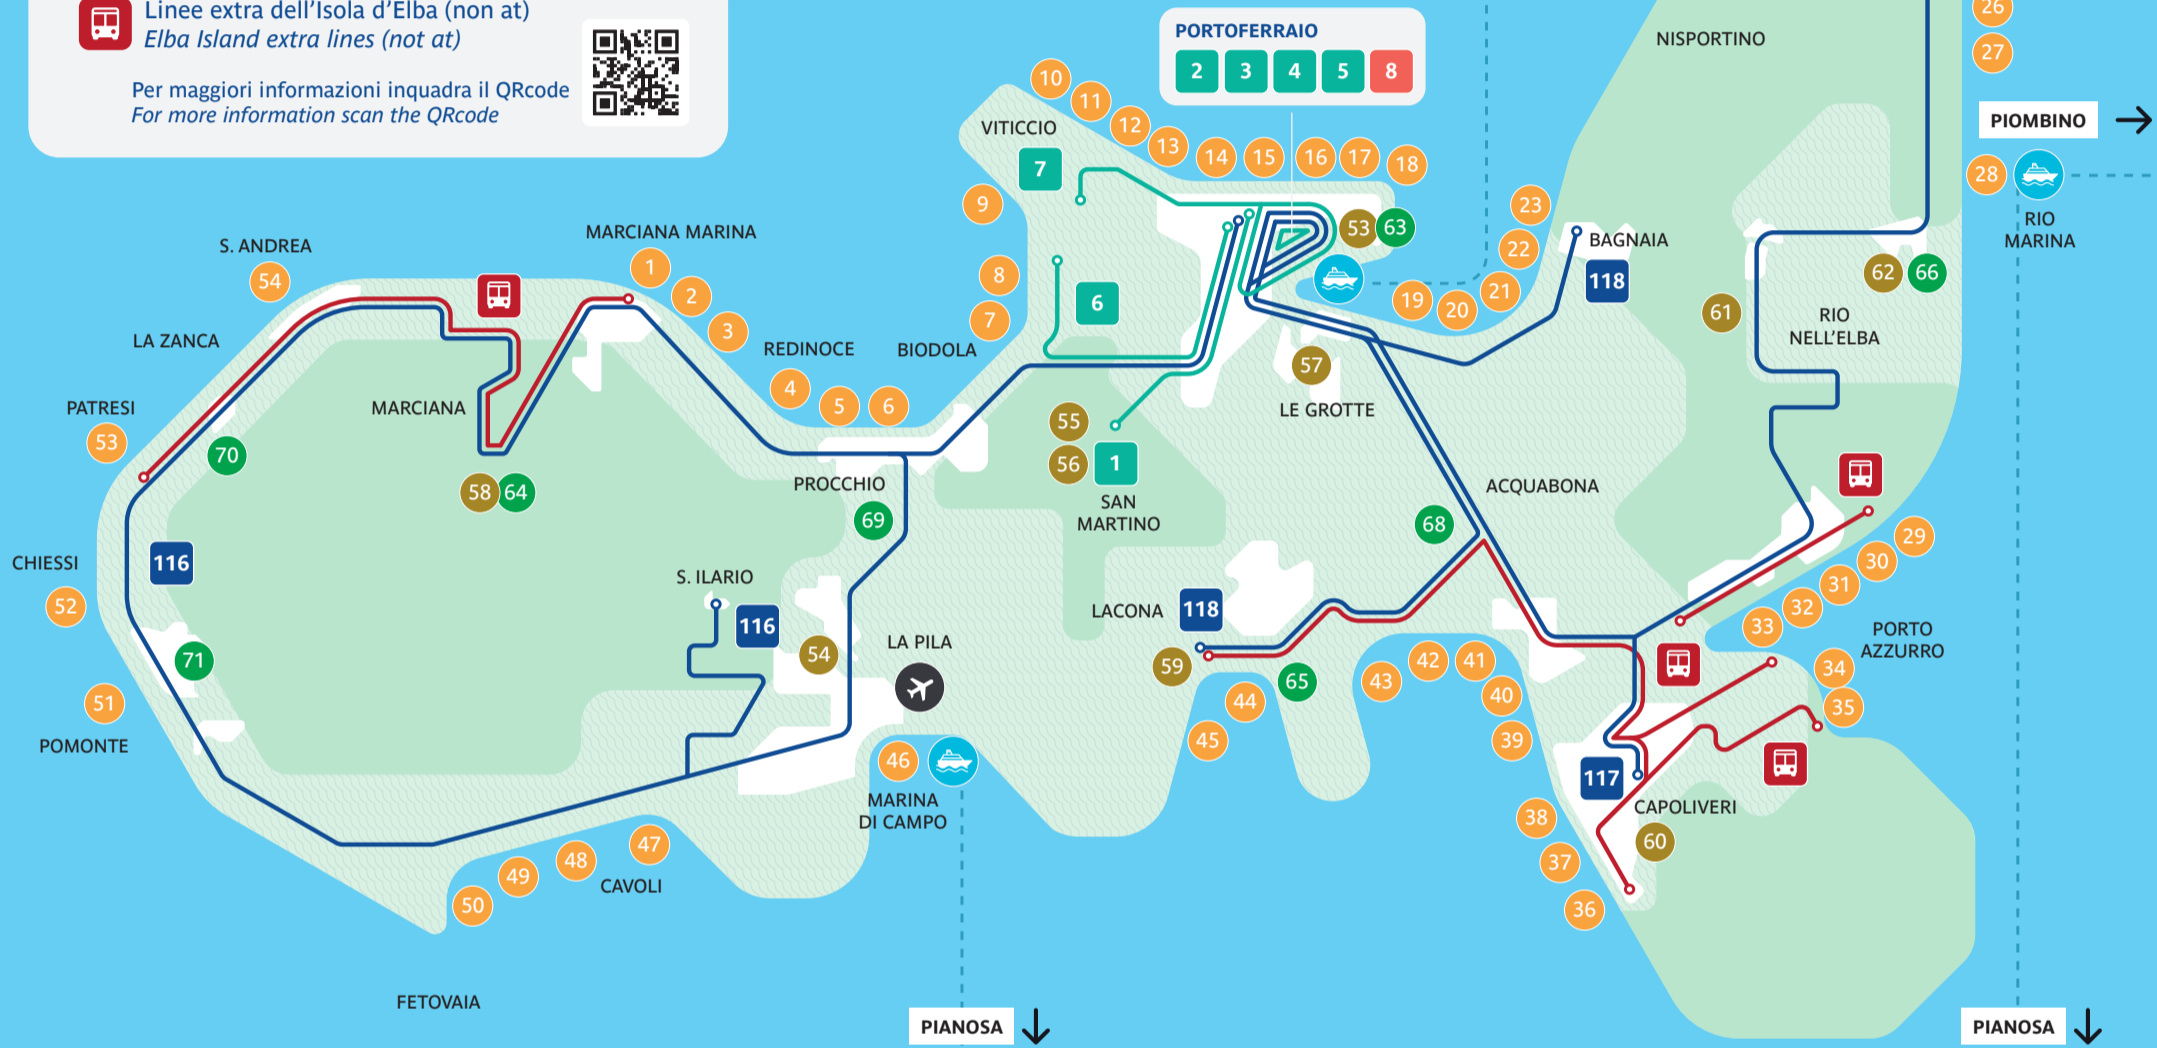 Linee extra dell'Isola d'Elba (non at)
Elba Island extra lines (not at)
Per maggiori informazioni inquadra il QRcode
For more information scan the QRcode
PORTOFERRAIO
2 3 4 5 8
NISPORTINO
26
27
PIOMBINO
28
RIO
MARINA
10
11
12
13
14
15
16
17
18
VITICCIO
7
9
8
7
6
53 63
23
22
21
20
19
BAGNAIA
118
62 66
61
RIO
NELL'ELBA
S. ANDREA
54
MARCIANA MARINA
1
2
3
LA ZANCA
REDINOCE
BIODOLA
4
5
6
57
LE GROTTE
PATRESI
53
MARCIANA
70
58 64
55
56
1
SAN
MARTINO
PROCCHIO
69
ACQUABONA
68
CHIESSI
52
116
S. ILARIO
116
54
LA PILA
LACONA
118
59
65
29
30
31
32
33
PORTO
AZZURRO
34
35
71
51
POMONTE
46
MARINA
DI CAMPO
45
44
43
42
41
40
39
117
CAPOLIVERI
60
38
37
36
47
48
49
50
CAVOLI
FETOVAIA
PIANOSA
PIANOSA